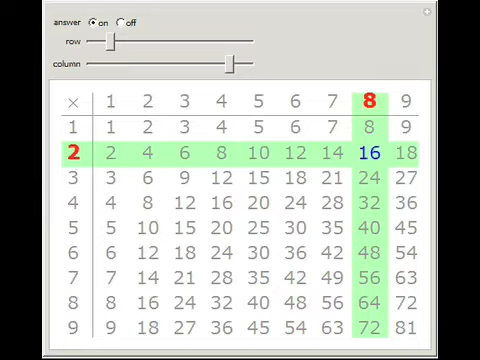 answer on off
row
column
× 1 2 3 4 5 6 7 8 9
1 1 2 3 4 5 6 7 8 9
2 2 4 6 8 10 12 14 16 18
3 3 6 9 12 15 18 21 24 27
4 4 8 12 16 20 24 28 32 36
5 5 10 15 20 25 30 35 40 45
6 6 12 18 24 30 36 42 48 54
7 7 14 21 28 35 42 49 56 63
8 8 16 24 32 40 48 56 64 72
9 9 18 27 36 45 54 63 72 81